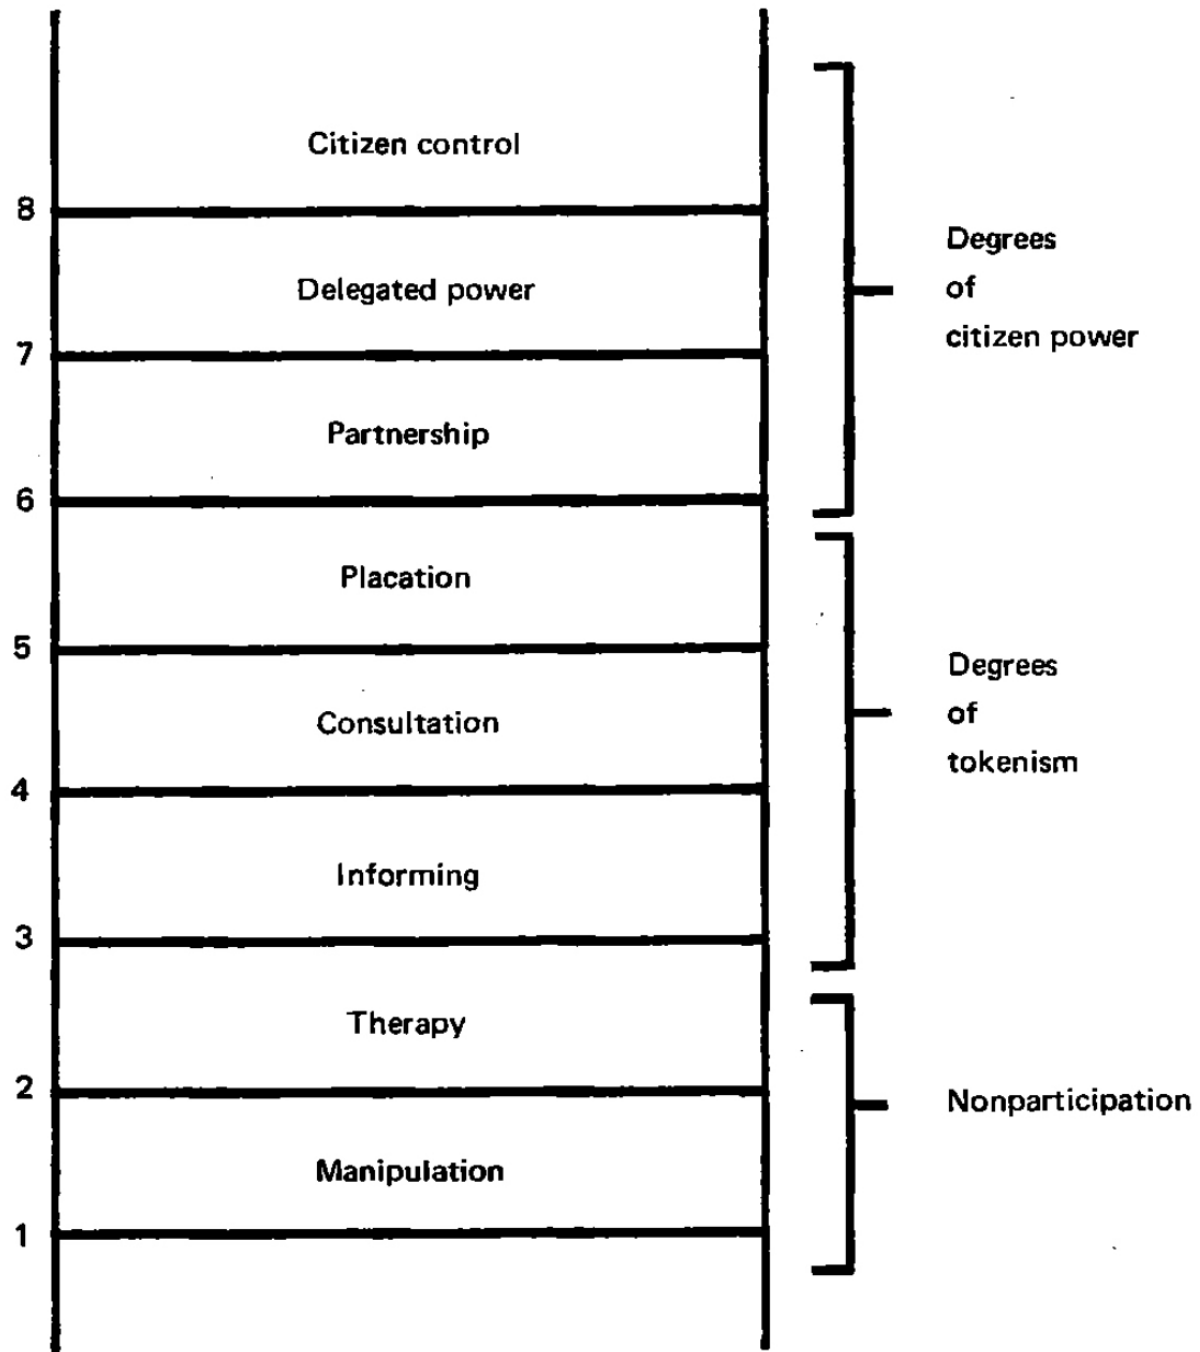 Citizen control
8
Delegated power
7
Partnership
6
Placation
5
Consultation
4
Informing
3
Therapy
2
Manipulation
1
Degrees
of
citizen power
Degrees
of
tokenism
Nonparticipation